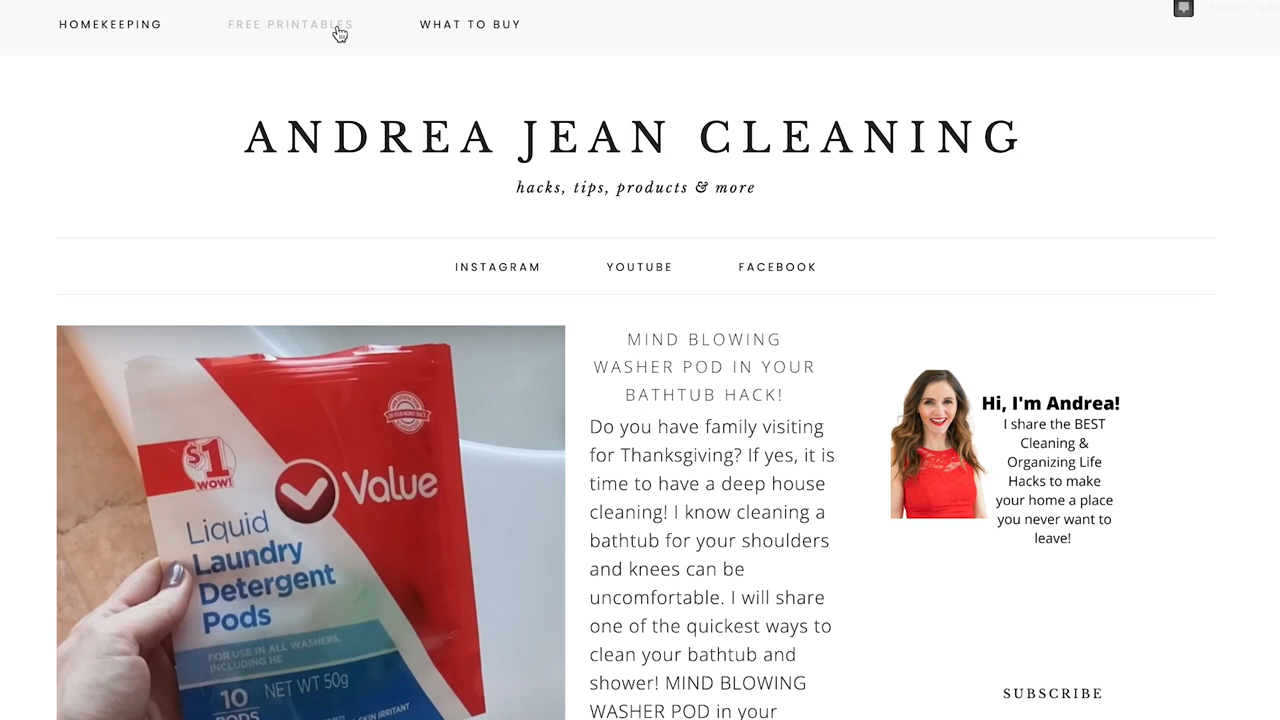 HOMEKEEPING
FREE PRINTABLES
WHAT TO BUY
ANDREA JEAN CLEANING
hacks, tips, products & more
INSTAGRAM
YOUTUBE
FACEBOOK
$1
WOW!
Value
Liquid
Laundry
Detergent
Pods
FOR USE IN ALL WASHERS,
INCLUDING HE
10
PODS
NET WT 50g
SKIN IRRITANT
MIND BLOWING
WASHER POD IN YOUR
BATHTUB HACK!
Do you have family visiting
for Thanksgiving? If yes, it is
time to have a deep house
cleaning! I know cleaning a
bathtub for your shoulders
and knees can be
uncomfortable. I will share
one of the quickest ways to
clean your bathtub and
shower! MIND BLOWING
WASHER POD in your
Hi, I'm Andrea!
I share the BEST
Cleaning &
Organizing Life
Hacks to make
your home a place
you never want to
leave!
SUBSCRIBE